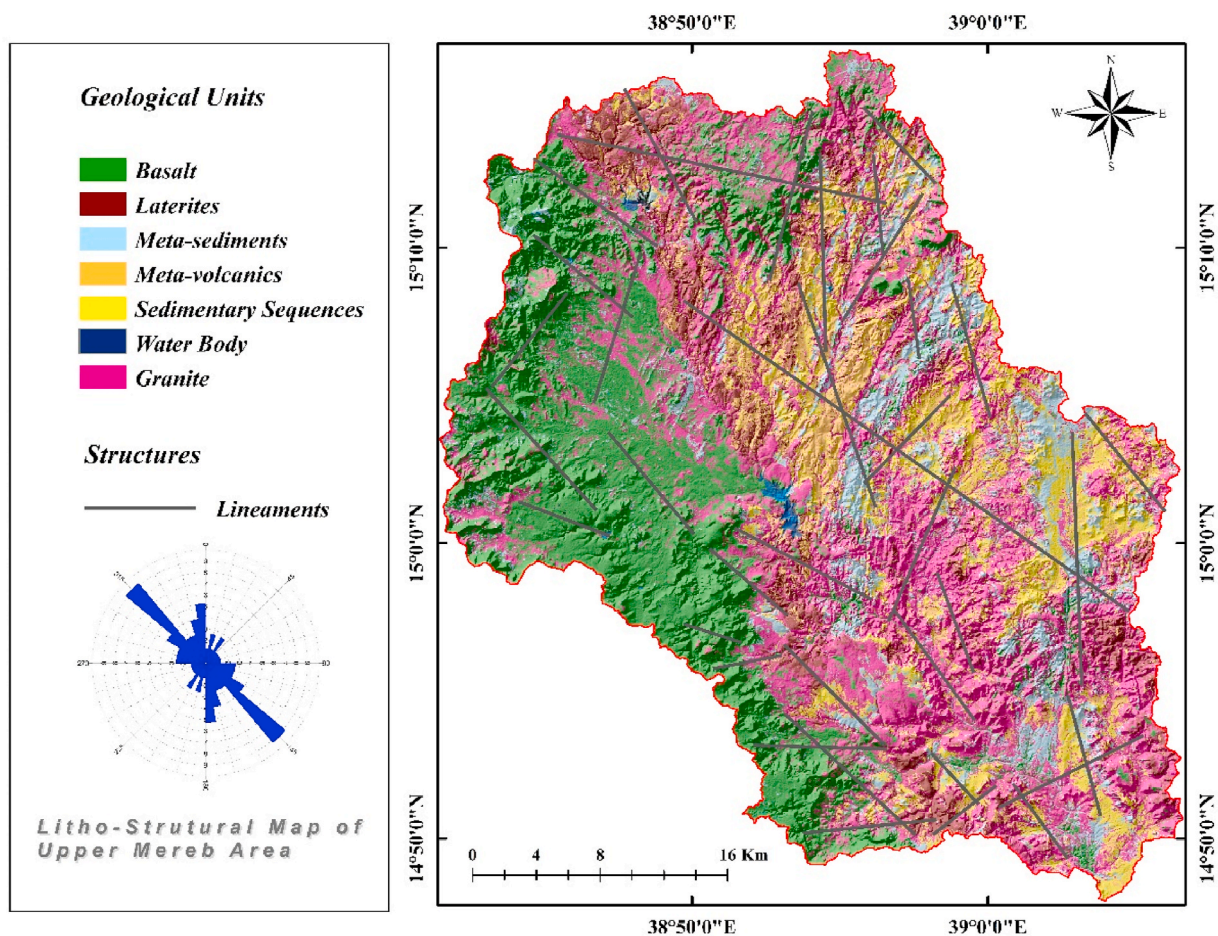 Geological Units
Basalt
Laterites
Meta-sediments
Meta-volcanics
Sedimentary Sequences
Water Body
Granite
Structures
Lineaments
0
45
270
Litho-Strutural Map of
Upper Mereb Area
38°50'0"E 39°0'0"E
N
W E
S
15°10'0"N 15°10'0"N
15°0'0"N 15°0'0"N
14°50'0"N 14°50'0"N
0 4 8 16 Km
38°50'0"E 39°0'0"E